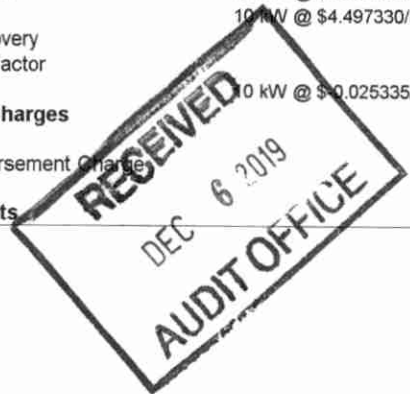 10 kW @ $4.497330/
very
actor
10 kW @ $-0.025335
harges
rsement Charge
ts
RECEIVED
DEC 6 2019
AUDIT OFFICE